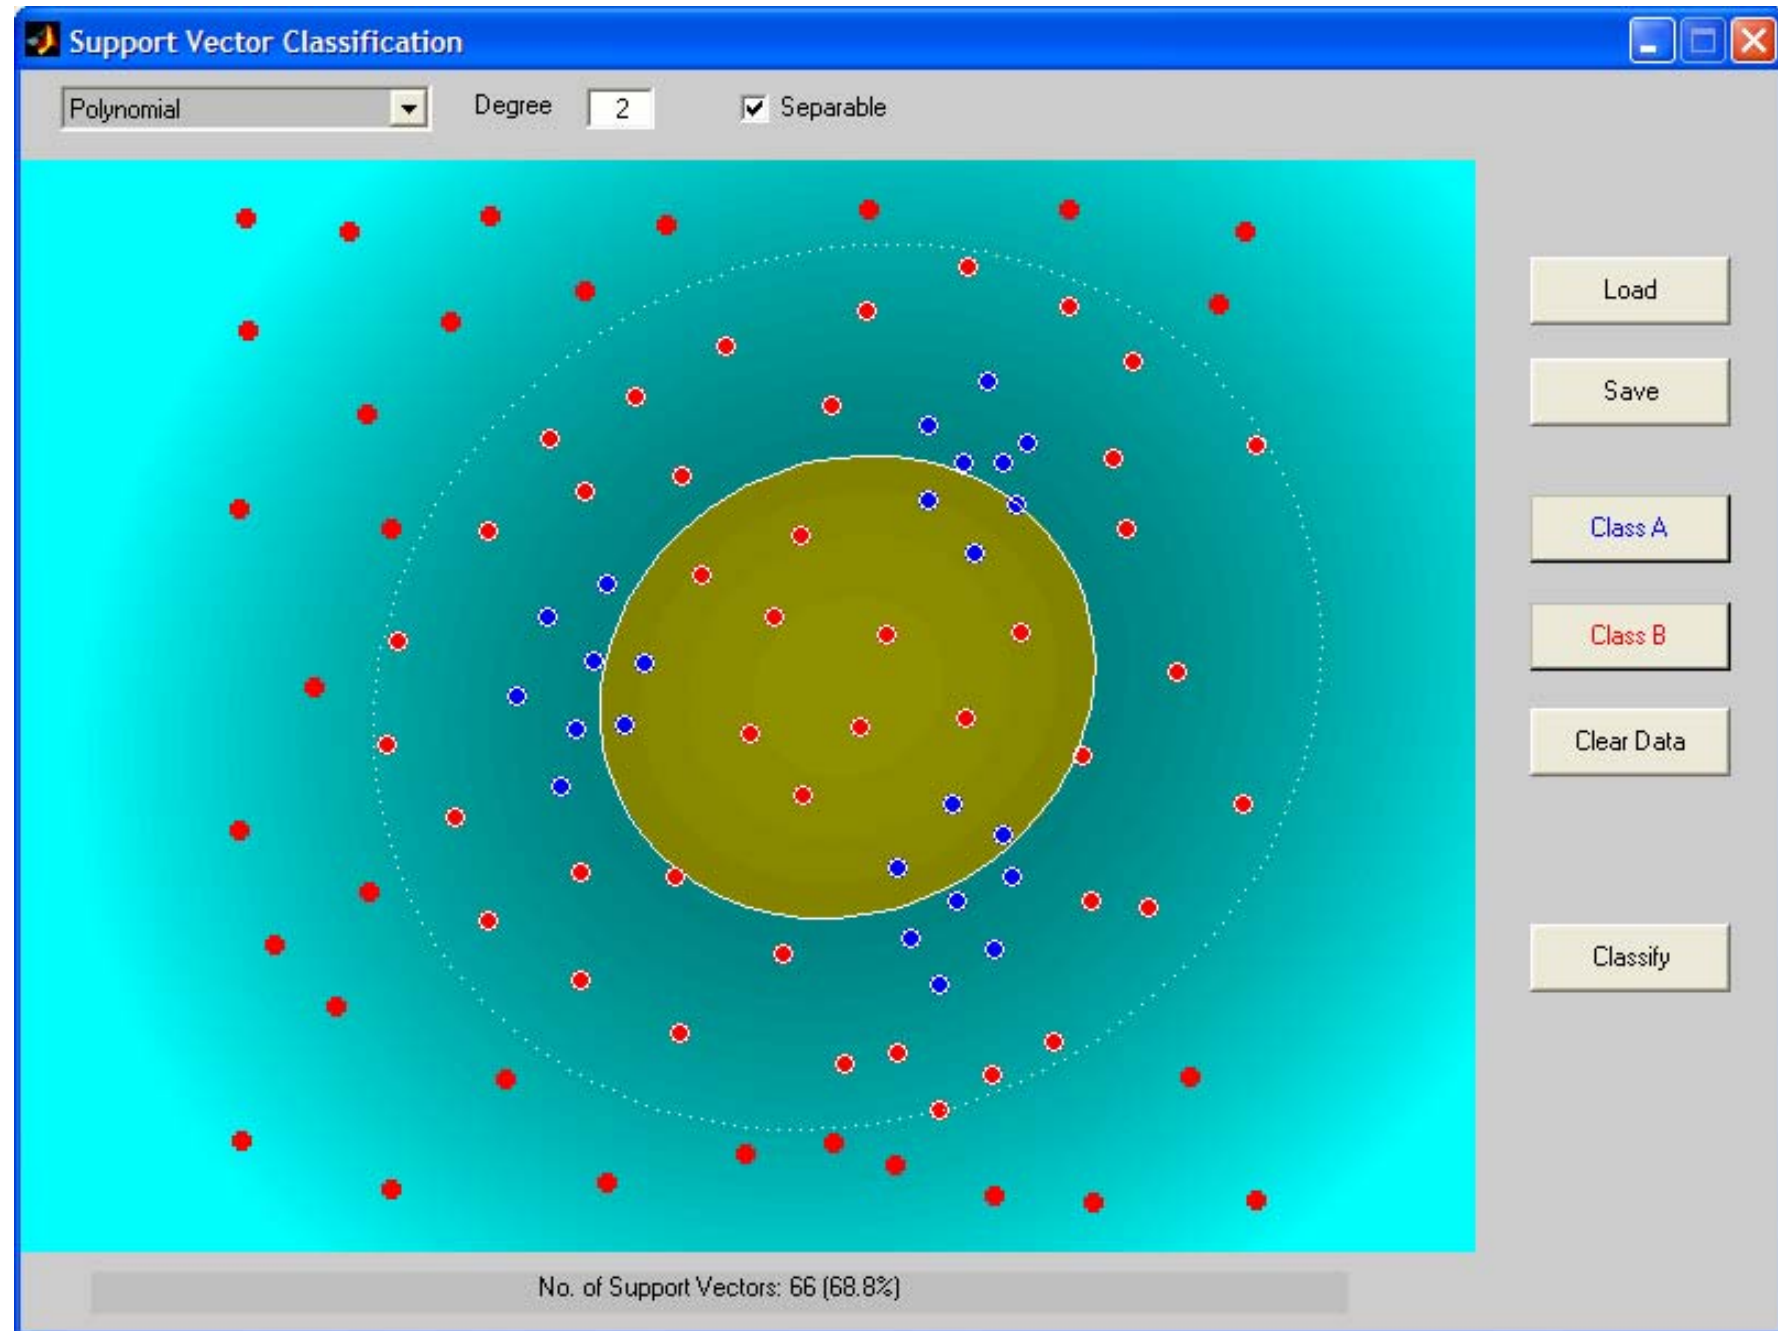 Support Vector Classification
Polynomial
Degree
2
Separable
Load
Save
Class A
Class B
Clear Data
Classify
No. of Support Vectors: 66 (68.8%)